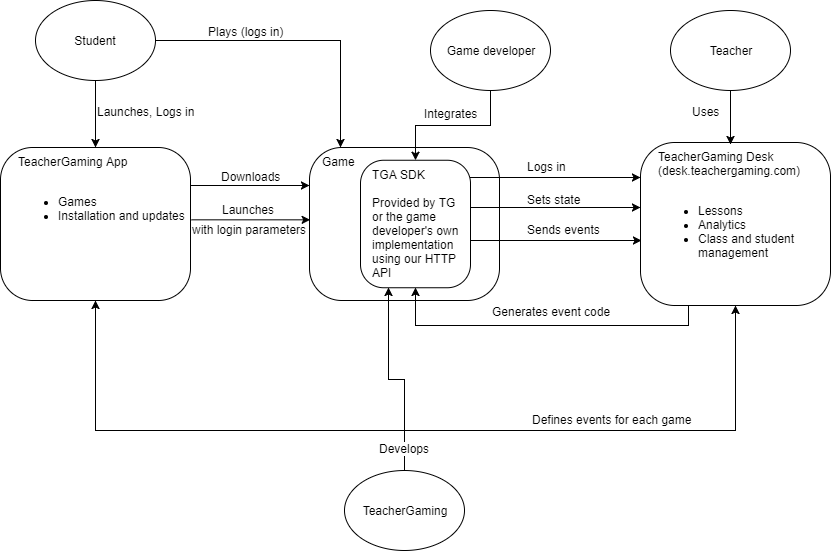 Student
Plays (logs in)
Game developer
Teacher
Launches, Logs in
Integrates
Uses
TeacherGaming App
Games
Installation and updates
Downloads
Launches
with login parameters
Game
TGA SDK
Provided by TG
or the game
developer's own
implementation
using our HTTP
API
Logs in
Sets state
Sends events
TeacherGaming Desk
(desk.teachergaming.com)
Lessons
Analytics
Class and student
management
Generates event code
Defines events for each game
Develops
TeacherGaming